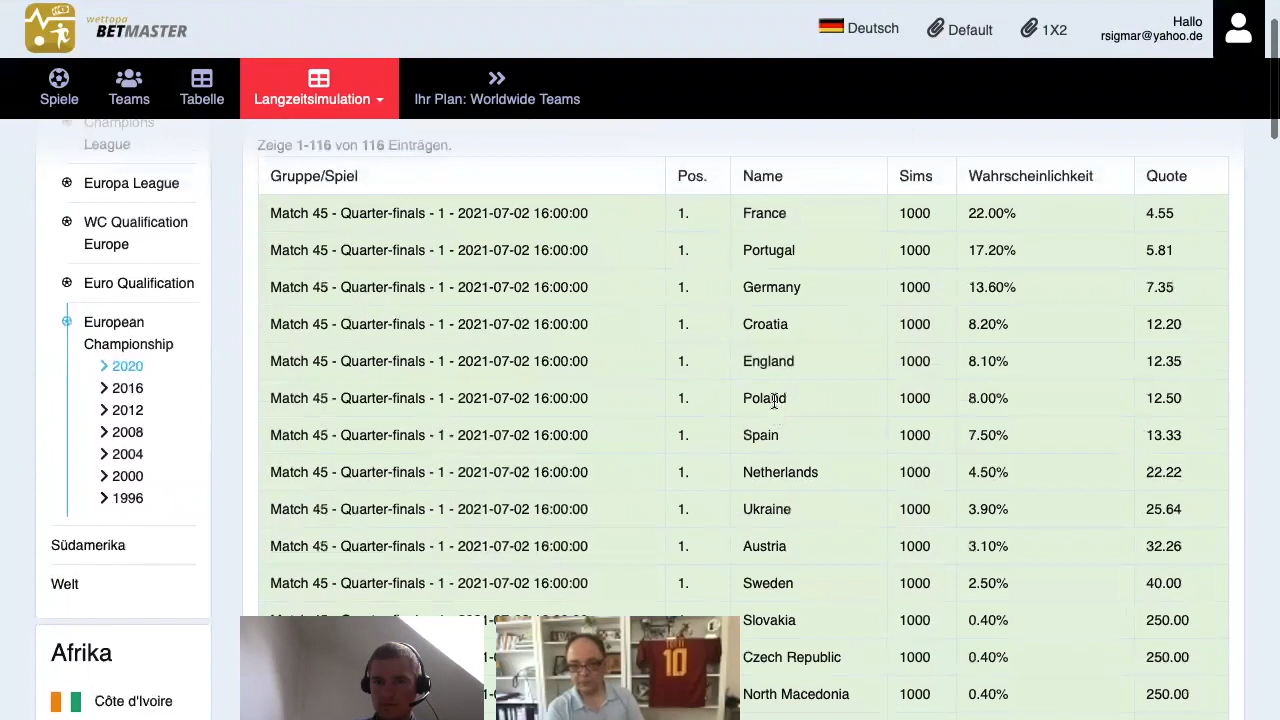 wettopa
BETMASTER
Deutsch
Default
1X2
Hallo
rsigmar@yahoo.de
Spiele
Teams
Tabelle
Langzeitsimulation
Ihr Plan: Worldwide Teams
Champions
League
Europa League
WC Qualification
Europe
Euro Qualification
European
Championship
2020
2016
2012
2008
2004
2000
1996
Südamerika
Welt
Afrika
Côte d'Ivoire
Zeige 1-116 von 116 Einträgen.
Gruppe/Spiel Pos. Name Sims Wahrscheinlichkeit Quote
Match 45 - Quarter-finals - 1 - 2021-07-02 16:00:00 1. France 1000 22.00% 4.55
Match 45 - Quarter-finals - 1 - 2021-07-02 16:00:00 1. Portugal 1000 17.20% 5.81
Match 45 - Quarter-finals - 1 - 2021-07-02 16:00:00 1. Germany 1000 13.60% 7.35
Match 45 - Quarter-finals - 1 - 2021-07-02 16:00:00 1. Croatia 1000 8.20% 12.20
Match 45 - Quarter-finals - 1 - 2021-07-02 16:00:00 1. England 1000 8.10% 12.35
Match 45 - Quarter-finals - 1 - 2021-07-02 16:00:00 1. Poland 1000 8.00% 12.50
Match 45 - Quarter-finals - 1 - 2021-07-02 16:00:00 1. Spain 1000 7.50% 13.33
Match 45 - Quarter-finals - 1 - 2021-07-02 16:00:00 1. Netherlands 1000 4.50% 22.22
Match 45 - Quarter-finals - 1 - 2021-07-02 16:00:00 1. Ukraine 1000 3.90% 25.64
Match 45 - Quarter-finals - 1 - 2021-07-02 16:00:00 1. Austria 1000 3.10% 32.26
Match 45 - Quarter-finals - 1 - 2021-07-02 16:00:00 1. Sweden 1000 2.50% 40.00
Slovakia 1000 0.40% 250.00
Czech Republic 1000 0.40% 250.00
North Macedonia 1000 0.40% 250.00
10